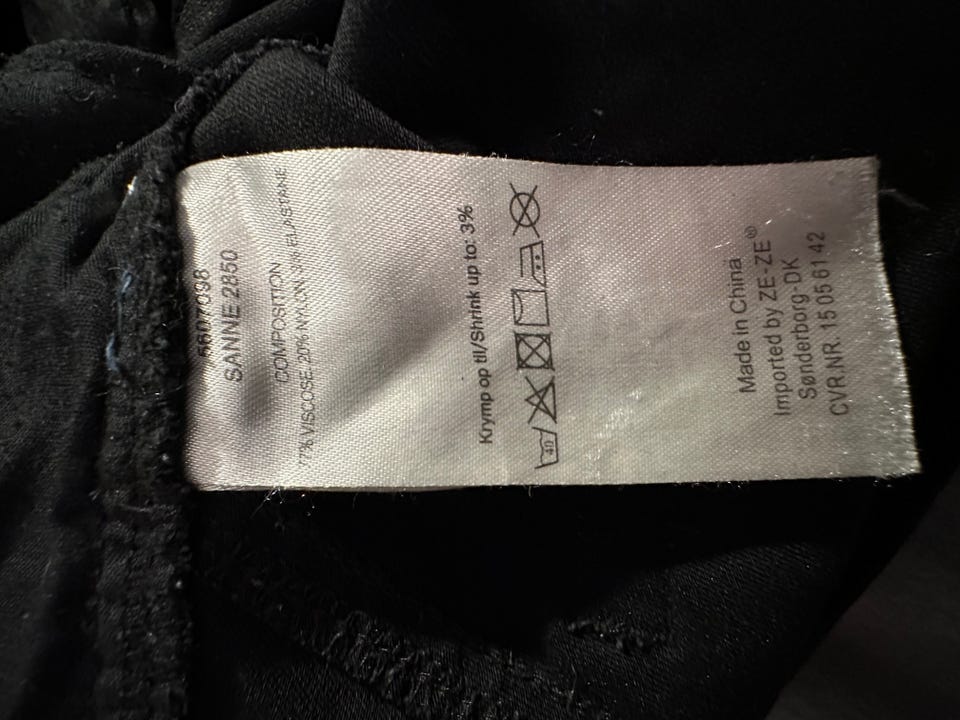 5607098
SANNE 2850
COMPOSITION
77% VISCOSE 20% NYLON 3% ELASTANE
Krymp op til/Shrink up to: 3%
40
Made in China
Imported by ZE-ZE®
Sønderborg-DK
CVR.NR. 15 05 61 42